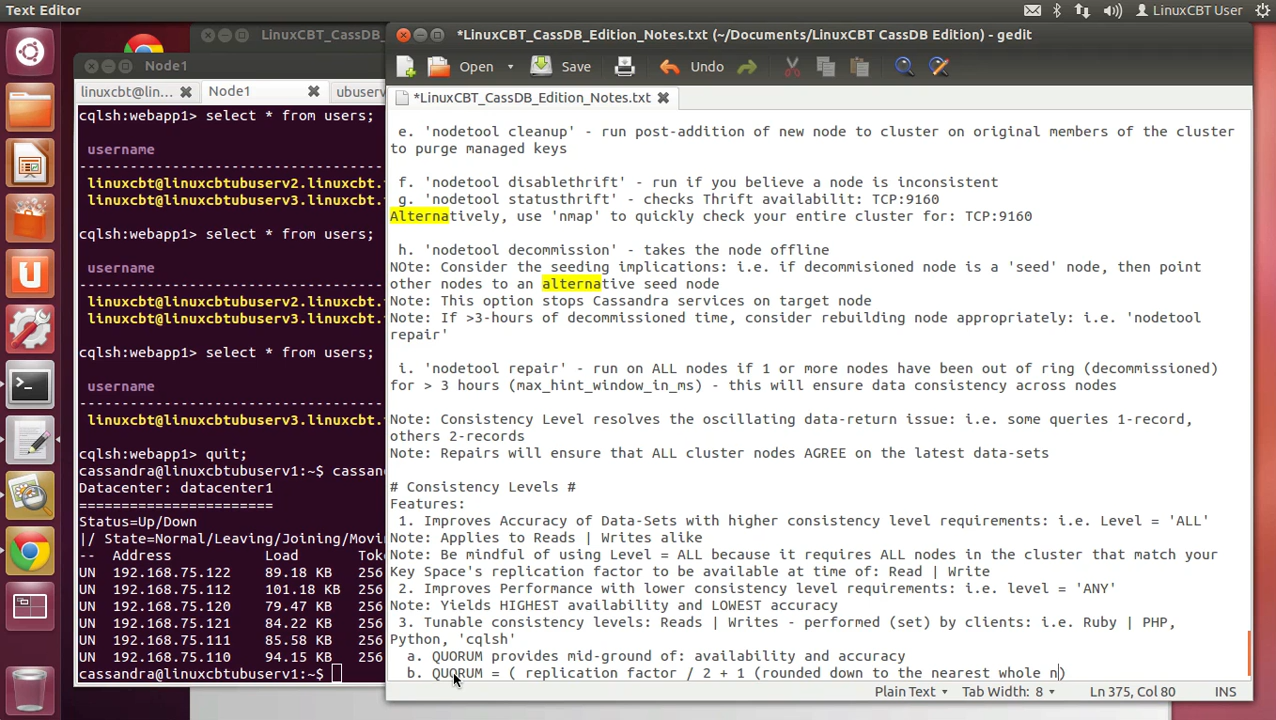 Text Editor
LinuxCBT User
LinuxCBT_CassDB_
*LinuxCBT_CassDB_Edition_Notes.txt (~/Documents/LinuxCBT CassDB Edition) - gedit
Node1
Open
Save
Undo
linuxcbt@lin...
Node1
ubuser
*LinuxCBT_CassDB_Edition_Notes.txt
cqlsh:webapp1> select * from users;
username
linuxcbt@linuxcbtubuserv2.linuxcbt.
linuxcbt@linuxcbtubuserv3.linuxcbt.
cqlsh:webapp1> select * from users;
username
linuxcbt@linuxcbtubuserv2.linuxcbt.
linuxcbt@linuxcbtubuserv3.linuxcbt.
cqlsh:webapp1> select * from users;
username
linuxcbt@linuxcbtubuserv3.linuxcbt.
cqlsh:webapp1> quit;
cassandra@linuxcbtubuserv1:~$ cassan
Datacenter: datacenter1
=======================
Status=Up/Down
|/ State=Normal/Leaving/Joining/Movi
-- Address Load Tok
UN 192.168.75.122 89.18 KB 256
UN 192.168.75.112 101.18 KB 256
UN 192.168.75.120 79.47 KB 256
UN 192.168.75.121 84.22 KB 256
UN 192.168.75.111 85.58 KB 256
UN 192.168.75.110 94.15 KB 256
cassandra@linuxcbtubuserv1:~$
e. 'nodetool cleanup' - run post-addition of new node to cluster on original members of the cluster
to purge managed keys
f. 'nodetool disablethrift' - run if you believe a node is inconsistent
g. 'nodetool statusthrift' - checks Thrift availabilit: TCP:9160
Alternatively, use 'nmap' to quickly check your entire cluster for: TCP:9160
h. 'nodetool decommission' - takes the node offline
NOte: Consider the seeding implications: i.e. if decommisioned node is a 'seed' node, then point
other nodes to an alternative seed node
Note: This option stops Cassandra services on target node
Note: If >3-hours of decommissioned time, consider rebuilding node appropriately: i.e. 'nodetool
repair'
i. 'nodetool repair' - run on ALL nodes if 1 or more nodes have been out of ring (decommissioned)
for > 3 hours (max_hint_window_in_ms) - this will ensure data consistency across nodes
Note: Consistency Level resolves the oscillating data-return issue: i.e. some queries 1-record,
others 2-records
Note: Repairs will ensure that ALL cluster nodes AGREE on the latest data-sets
# Consistency Levels #
Features:
1. Improves Accuracy of Data-Sets with higher consistency level requirements: i.e. Level = 'ALL'
Note: Applies to Reads | Writes alike
Note: Be mindful of using Level = ALL because it requires ALL nodes in the cluster that match your
Key Space's replication factor to be available at time of: Read | Write
2. Improves Performance with lower consistency level requirements: i.e. level = 'ANY'
Note: Yields HIGHEST availability and LOWEST accuracy
3. Tunable consistency levels: Reads | Writes - performed (set) by clients: i.e. Ruby | PHP,
Python, 'cqlsh'
a. QUORUM provides mid-ground of: availability and accuracy
b. QUORUM = ( replication factor / 2 + 1 (rounded down to the nearest whole n)
Plain Text
Tab Width: 8
Ln 375, Col 80
INS